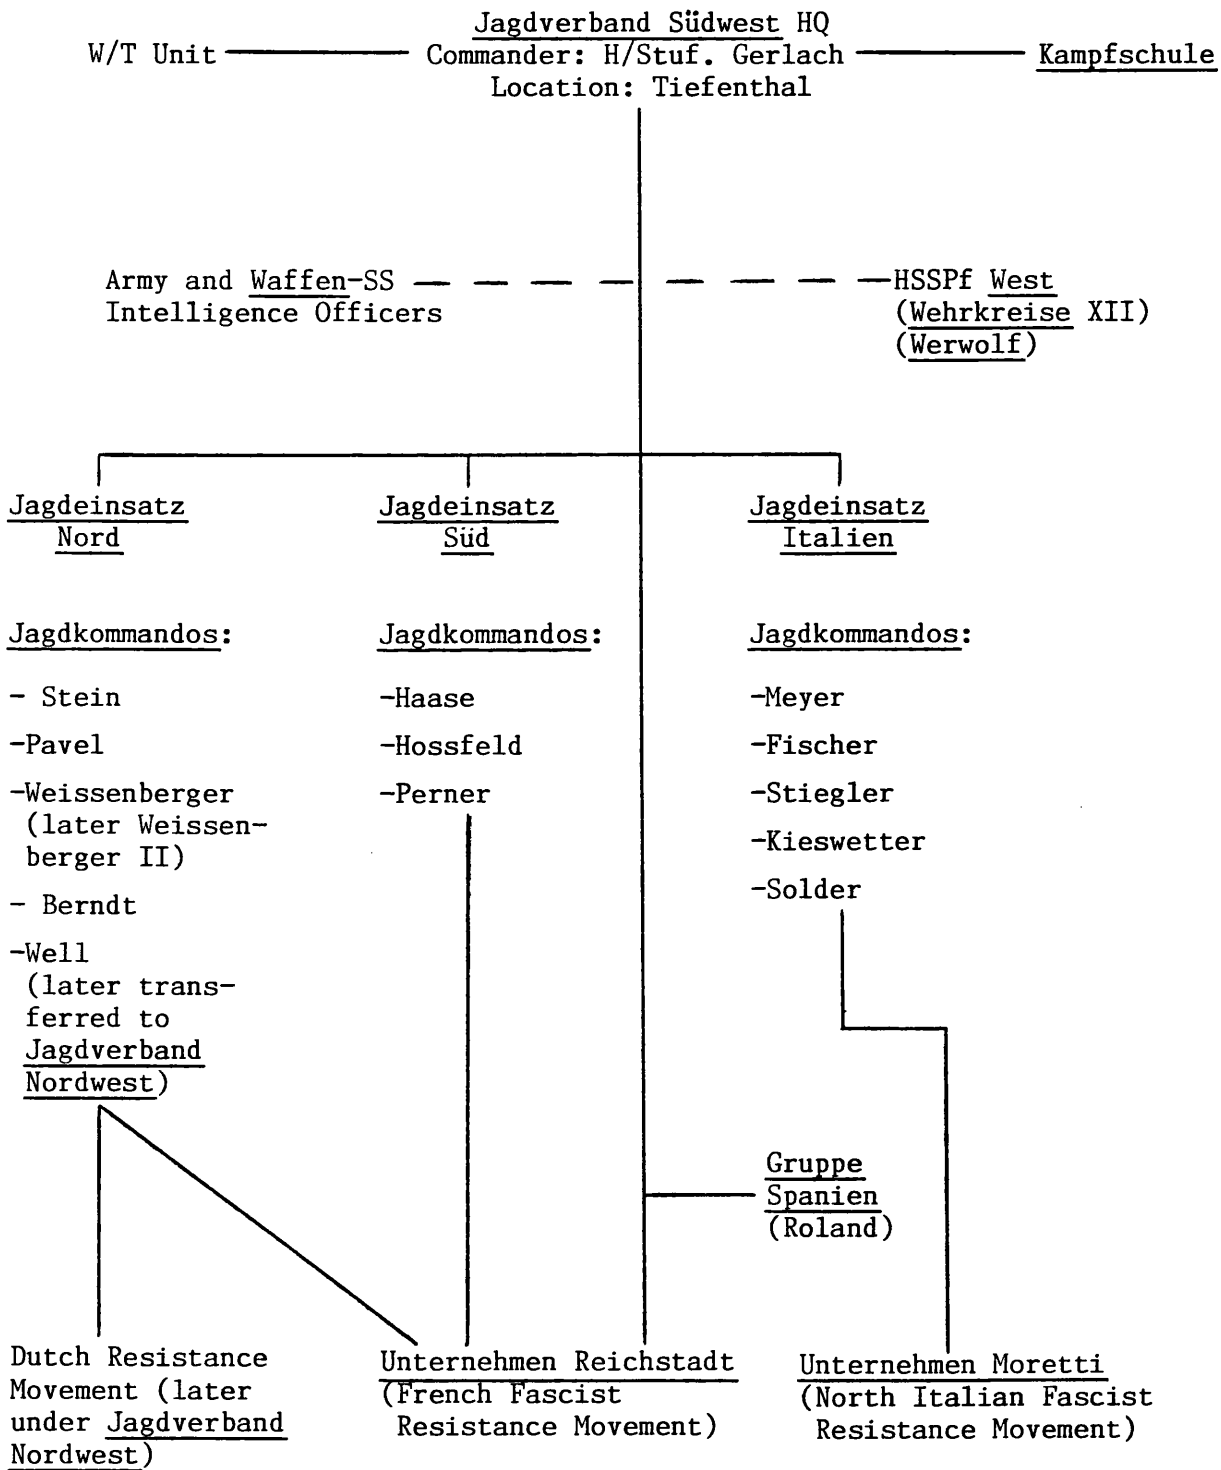 Jagdverband Südwest HQ
W/T Unit
Commander: H/Stuf. Gerlach
Kampfschule
Location: Tiefenthal
Army and Waffen-SS
Intelligence Officers
HSSPf West
(Wehrkreise XII)
(Werwolf)
Jagdeinsatz
Nord
Jagdkommandos:
- Stein
-Pavel
-Weissenberger
(later Weissen-
berger II)
- Berndt
-Well
(later trans-
ferred to
Jagdverband
Nordwest)
Jagdeinsatz
Süd
Jagdkommandos:
-Haase
-Hossfeld
-Perner
Jagdeinsatz
Italien
Jagdkommandos:
-Meyer
-Fischer
-Stiegler
-Kieswetter
-Solder
Gruppe
Spanien
(Roland)
Dutch Resistance
Movement (later
under Jagdverband
Nordwest)
Unternehmen Reichstadt
(French Fascist
Resistance Movement)
Unternehmen Moretti
(North Italian Fascist
Resistance Movement)